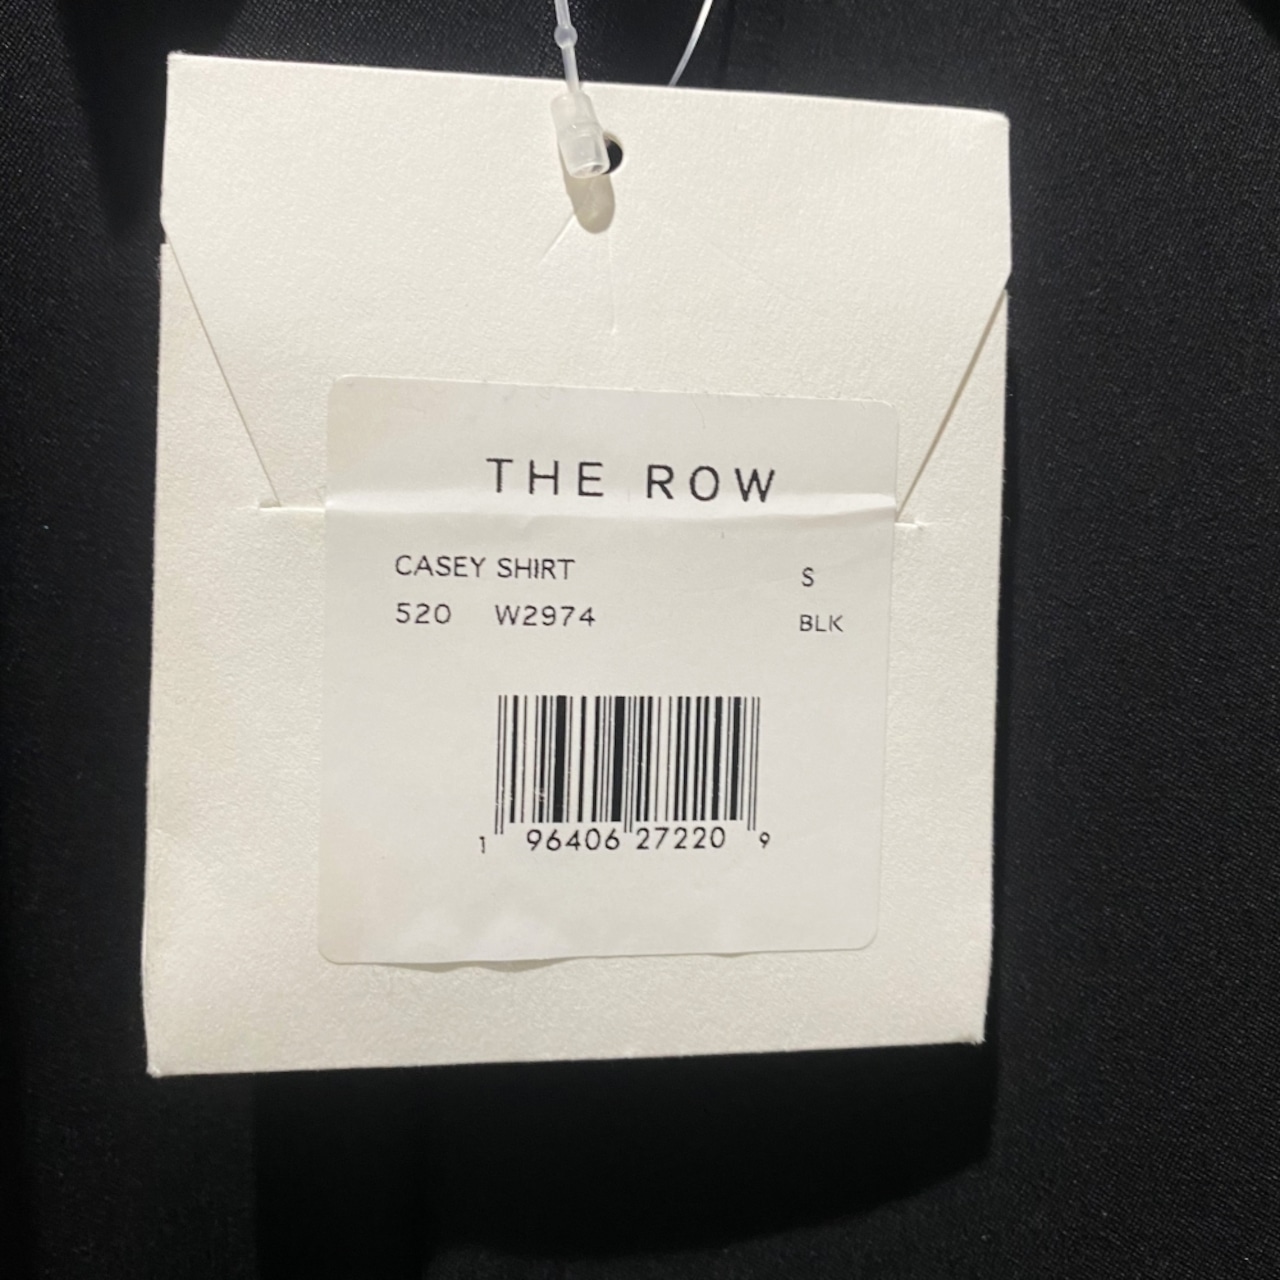 THE ROW
CASEY SHIRT S
520 W2974 BLK
1 96406 27220 9